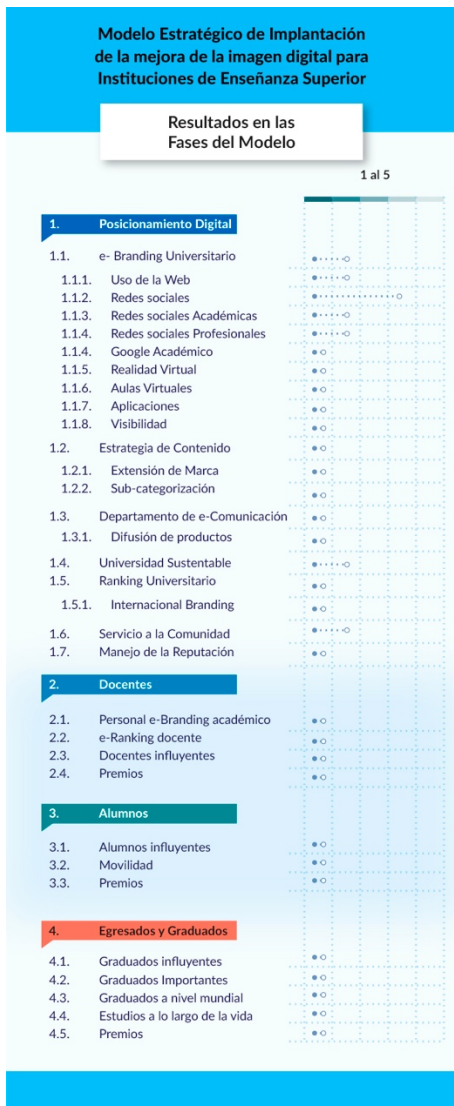 Modelo Estratégico de Implantación
de la mejora de la imagen digital para
Instituciones de Enseñanza Superior
Resultados en las
Fases del Modelo
1 al 5
1. Posicionamiento Digital
1.1. e- Branding Universitario
1.1.1. Uso de la Web
1.1.2. Redes sociales
1.1.3. Redes sociales Académicas
1.1.4. Redes sociales Profesionales
1.1.4. Google Académico
1.1.5. Realidad Virtual
1.1.6. Aulas Virtuales
1.1.7. Aplicaciones
1.1.8. Visibilidad
1.2. Estrategia de Contenido
1.2.1. Extensión de Marca
1.2.2. Sub-categorización
1.3. Departamento de e-Comunicación
1.3.1. Difusión de productos
1.4. Universidad Sustentable
1.5. Ranking Universitario
1.5.1. Internacional Branding
1.6. Servicio a la Comunidad
1.7. Manejo de la Reputación
2. Docentes
2.1. Personal e-Branding académico
2.2. e-Ranking docente
2.3. Docentes influyentes
2.4. Premios
3. Alumnos
3.1. Alumnos influyentes
3.2. Movilidad
3.3. Premios
4. Egresados y Graduados
4.1. Graduados influyentes
4.2. Graduados Importantes
4.3. Graduados a nivel mundial
4.4. Estudios a lo largo de la vida
4.5. Premios